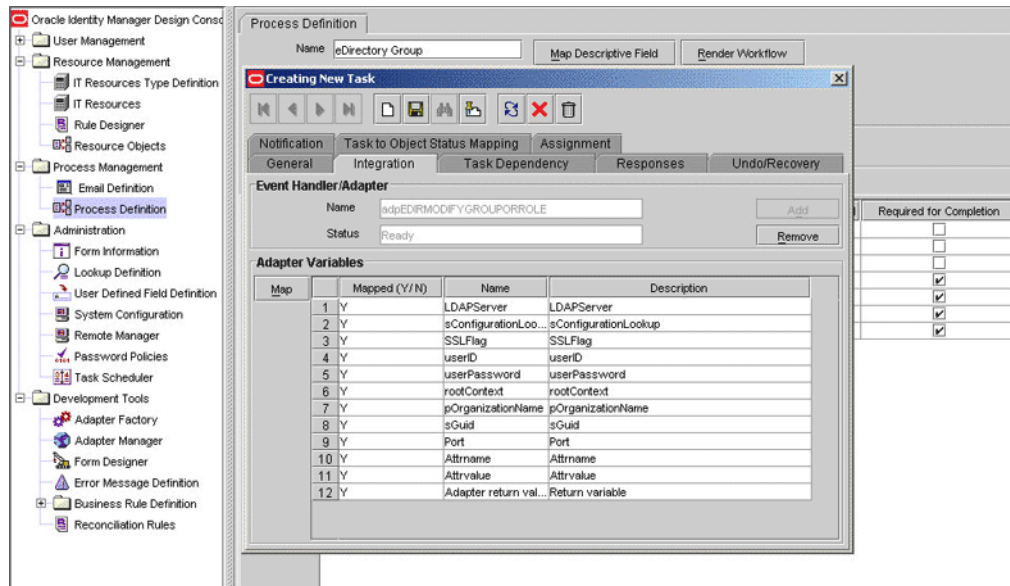 Oracle Identity Manager Design Consc
User Management
Resource Management
IT Resources Type Definition
IT Resources
Rule Designer
Resource Objects
Process Management
Email Definition
Process Definition
Administration
Form Information
Lookup Definition
User Defined Field Definition
System Configuration
Remote Manager
Password Policies
Task Scheduler
Development Tools
Adapter Factory
Adapter Manager
Form Designer
Error Message Definition
Business Rule Definition
Reconciliation Rules
Process Definition
Name eDirectory Group Map Descriptive Field Render Workflow
Creating New Task
Notification Task to Object Status Mapping Assignment
General Integration Task Dependency Responses Undo/Recovery
Event Handler/Adapter
Name adpEDIRMODIFYGROUPORROLE Add
Status Ready Remove
Adapter Variables
Map Mapped (Y/N) Name Description
1 Y LDAPServer LDAPServer
2 Y sConfigurationLoo... sConfigurationLookup
3 Y SSLFlag SSLFlag
4 Y userID userID
5 Y userPassword userPassword
6 Y rootContext rootContext
7 Y pOrganizationName pOrganizationName
8 Y sGuid sGuid
9 Y Port Port
10 Y Attrname Attrname
11 Y Attrvalue Attrvalue
12 Y Adapter return val... Return variable
Required for Completion